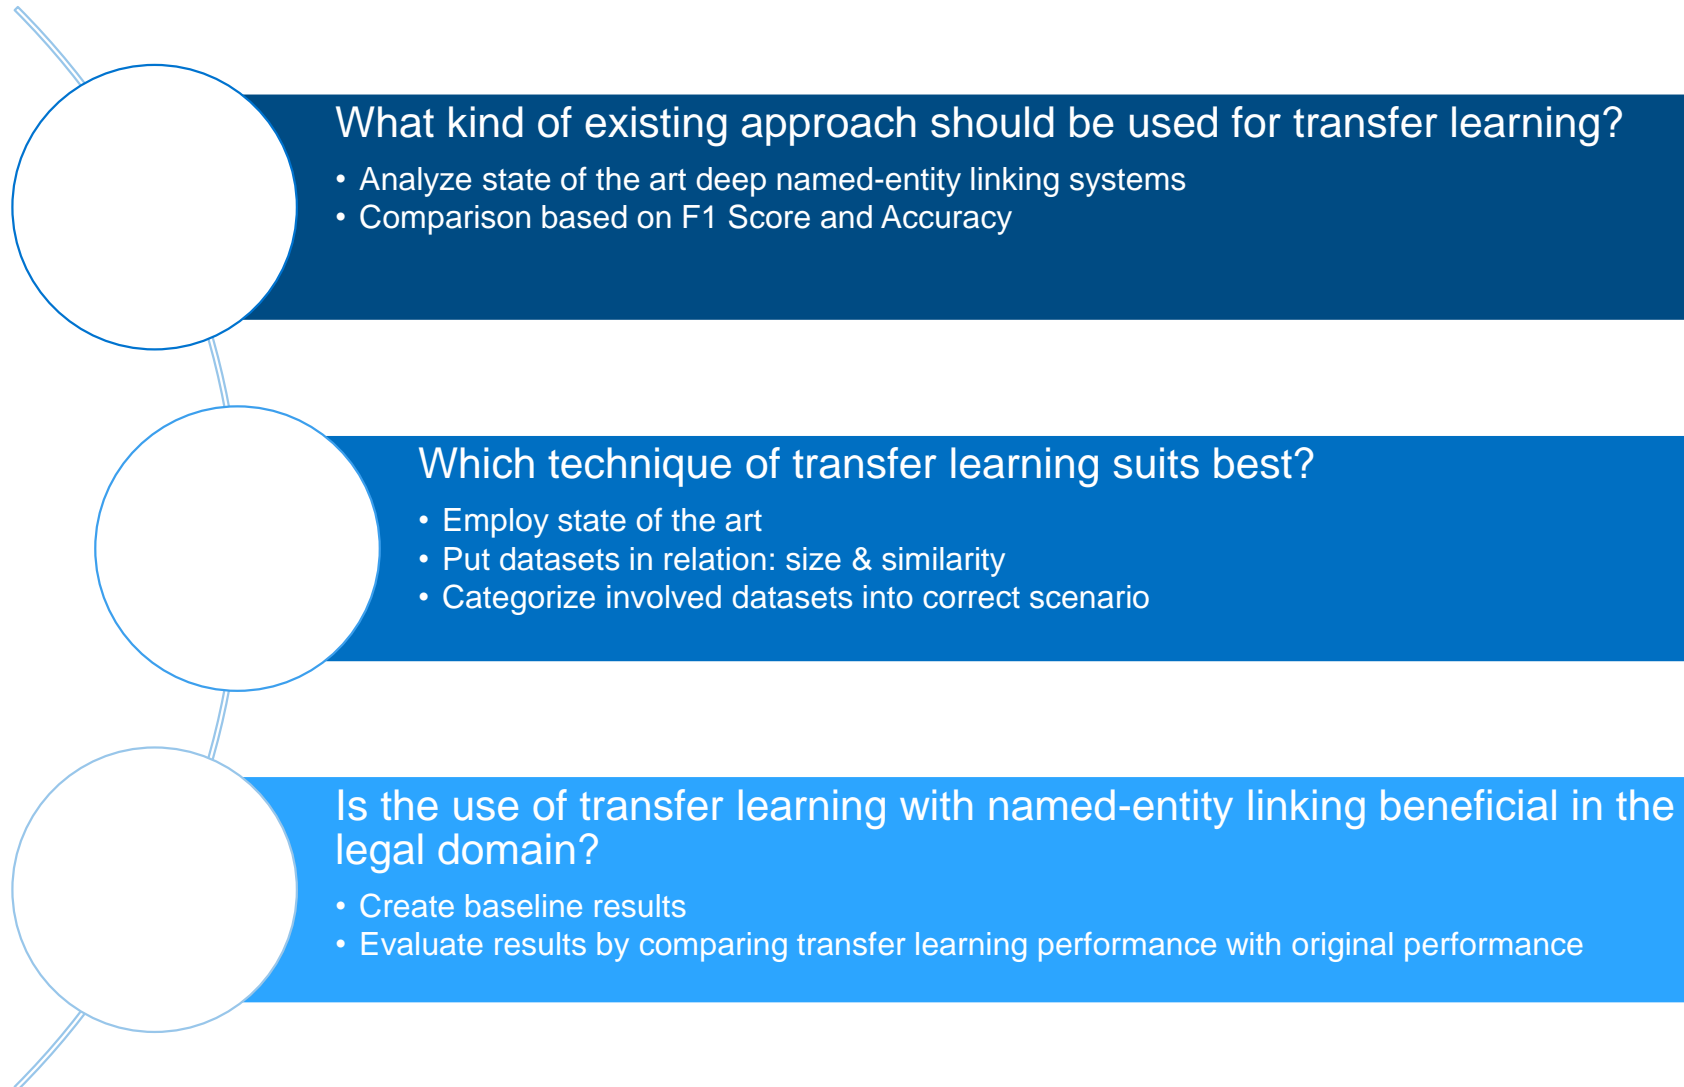 What kind of existing approach should be used for transfer learning?
• Analyze state of the art deep named-entity linking systems
• Comparison based on F1 Score and Accuracy
Which technique of transfer learning suits best?
• Employ state of the art
• Put datasets in relation: size & similarity
• Categorize involved datasets into correct scenario
Is the use of transfer learning with named-entity linking beneficial in the
legal domain?
• Create baseline results
• Evaluate results by comparing transfer learning performance with original performance